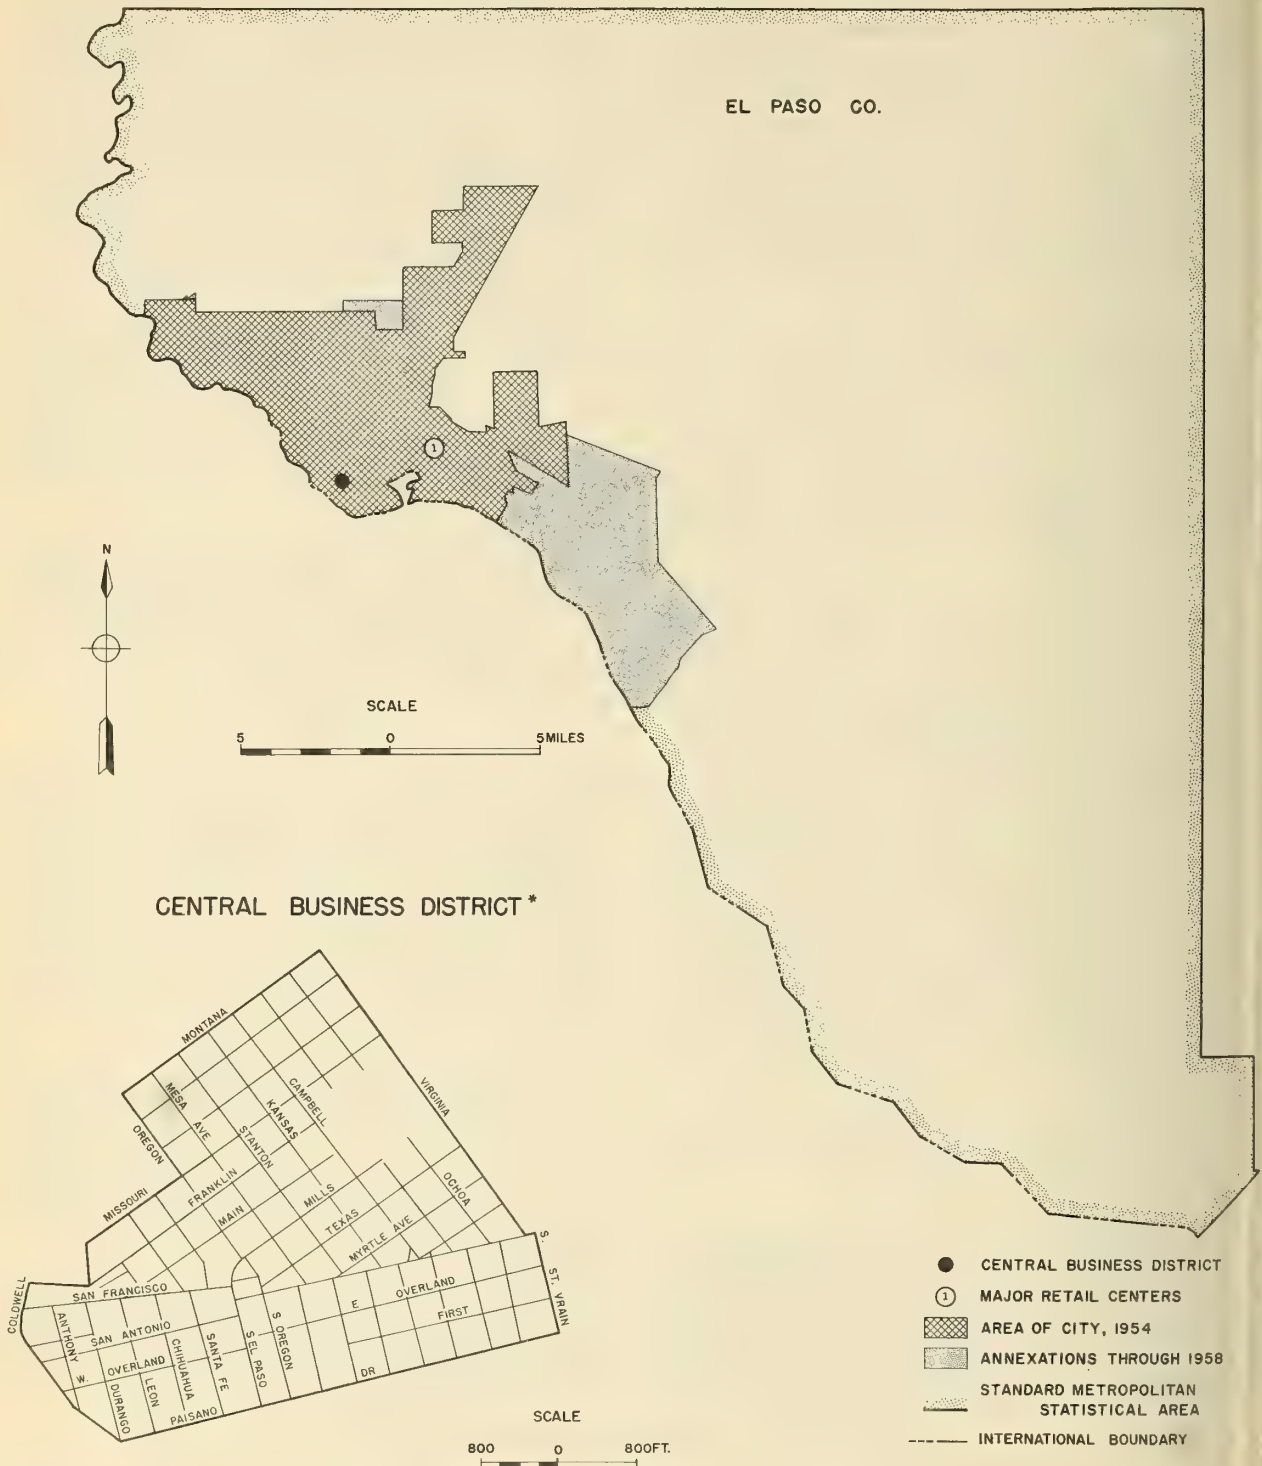 EL PASO CO.
1
N
SCALE
5 0 5 MILES
CENTRAL BUSINESS DISTRICT*
MONTANA
MESA AVE
OREGON
CAMPBELL
KANSAS
STANTON
VIRGINIA
MISSOURI
FRANKLIN
MAIN
MILLS
TEXAS
MYRTLE AVE
OCHOA
COLDWELL
SAN FRANCISCO
ANTHONY
SAN ANTONIO
W. OVERLAND
DURANGO
LEON
CHIHUAHUA
SANTA FE
S EL PASO
S OREGON
E OVERLAND
FIRST
S. ST. VRAIN
PAISANO DR
SCALE
800 0 800FT.
CENTRAL BUSINESS DISTRICT
1 MAJOR RETAIL CENTERS
AREA OF CITY, 1954
ANNEXATIONS THROUGH 1958
STANDARD METROPOLITAN
STATISTICAL AREA
INTERNATIONAL BOUNDARY